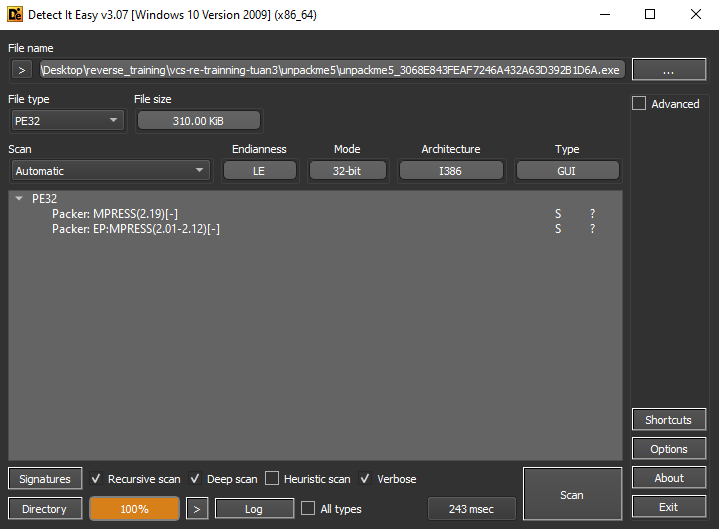 Detect It Easy v3.07 [Windows 10 Version 2009] (x86_64)
File name
> \Desktop\reverse_training\vcs-re-trainning-tuan3\unpackme5\unpackme5_3068E843FEAF7246A432A63D392B1D6A.exe ...
File type File size Advanced
PE32 310.00 KiB
Scan Endianness Mode Architecture Type
Automatic LE 32-bit I386 GUI
PE32
Packer: MPRESS(2.19)[-] S ?
Packer: EP:MPRESS(2.01-2.12)[-] S ?
Shortcuts
Options
Signatures Recursive scan Deep scan Heuristic scan Verbose Scan About
Directory 100% > Log All types 243 msec Exit